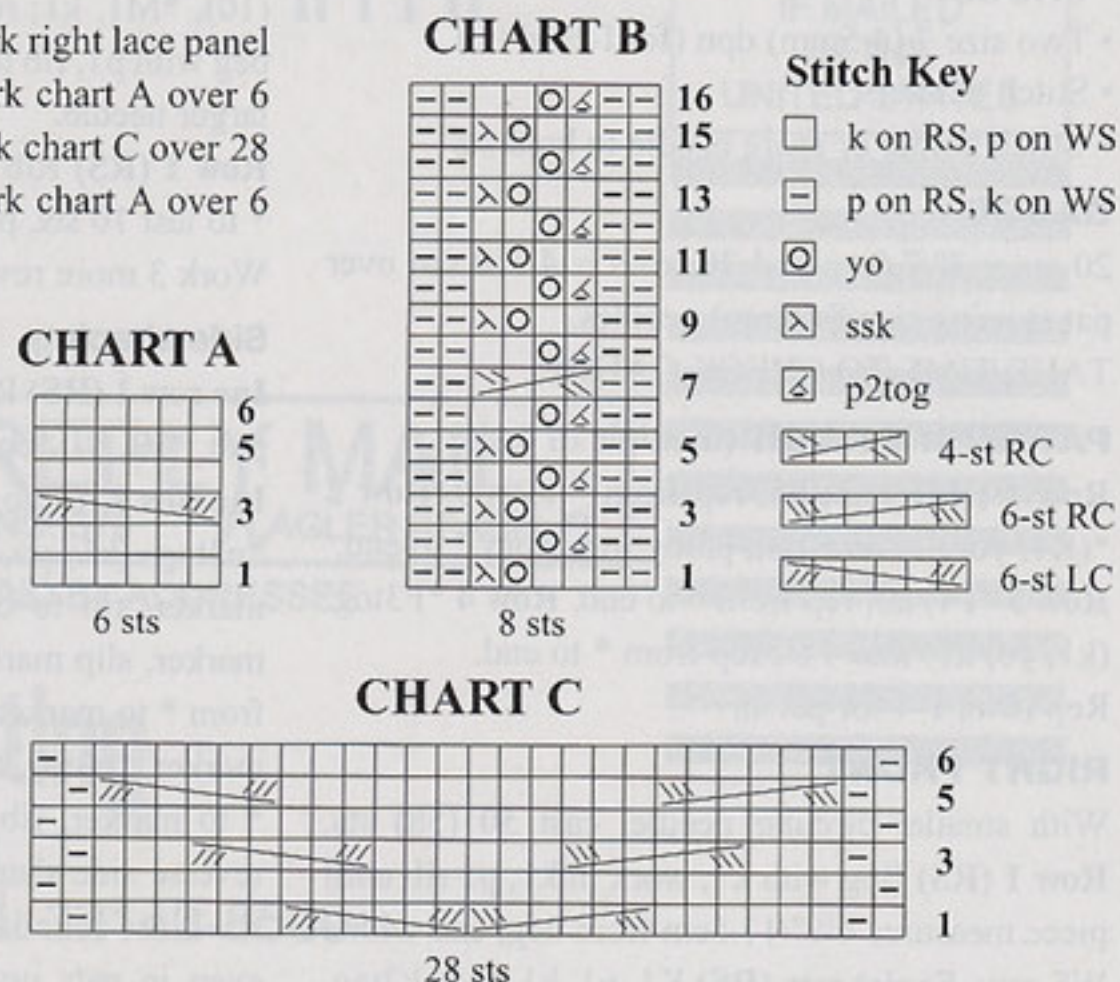 k right lace panel
rk chart A over 6
k chart C over 28
rk chart A over 6
CHART A
6
5
3
1
6 sts
CHART B
16
15
13
11
9
7
5
3
1
8 sts
Stitch Key
k on RS, p on WS
p on RS, k on WS
yo
ssk
p2tog
4-st RC
6-st RC
6-st LC
CHART C
6
5
3
1
28 sts